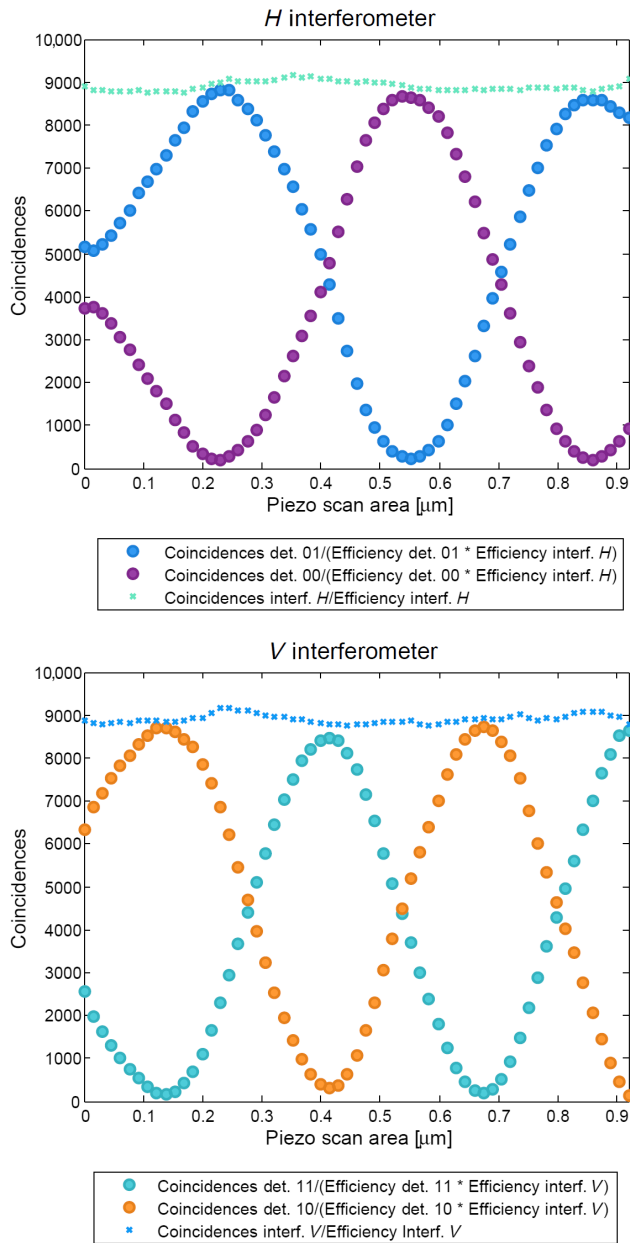 H interferometer
10,000
9000
8000
7000
6000
5000
4000
3000
2000
1000
0
Coincidences
0 0.1 0.2 0.3 0.4 0.5 0.6 0.7 0.8 0.9
Piezo scan area [μm]
Coincidences det. 01/(Efficiency det. 01 * Efficiency interf. H)
Coincidences det. 00/(Efficiency det. 00 * Efficiency interf. H)
Coincidences interf. H/Efficiency interf. H
V interferometer
10,000
9000
8000
7000
6000
5000
4000
3000
2000
1000
0
Coincidences
0 0.1 0.2 0.3 0.4 0.5 0.6 0.7 0.8 0.9
Piezo scan area [μm]
Coincidences det. 11/(Efficiency det. 11 * Efficiency interf. V)
Coincidences det. 10/(Efficiency det. 10 * Efficiency interf. V)
Coincidences interf. V/Efficiency Interf. V